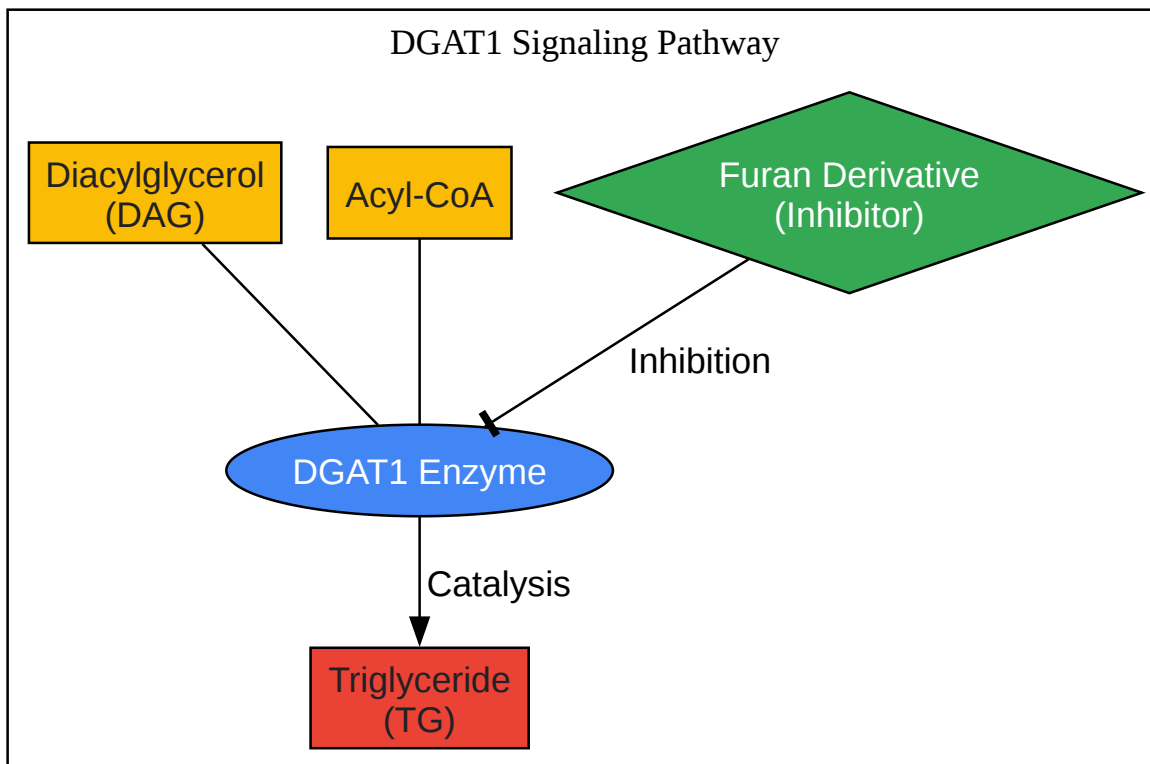 DGAT1 Signaling Pathway
Diacylglycerol
(DAG)
Acyl-CoA
Furan Derivative
(Inhibitor)
Inhibition
DGAT1 Enzyme
Catalysis
Triglyceride
(TG)